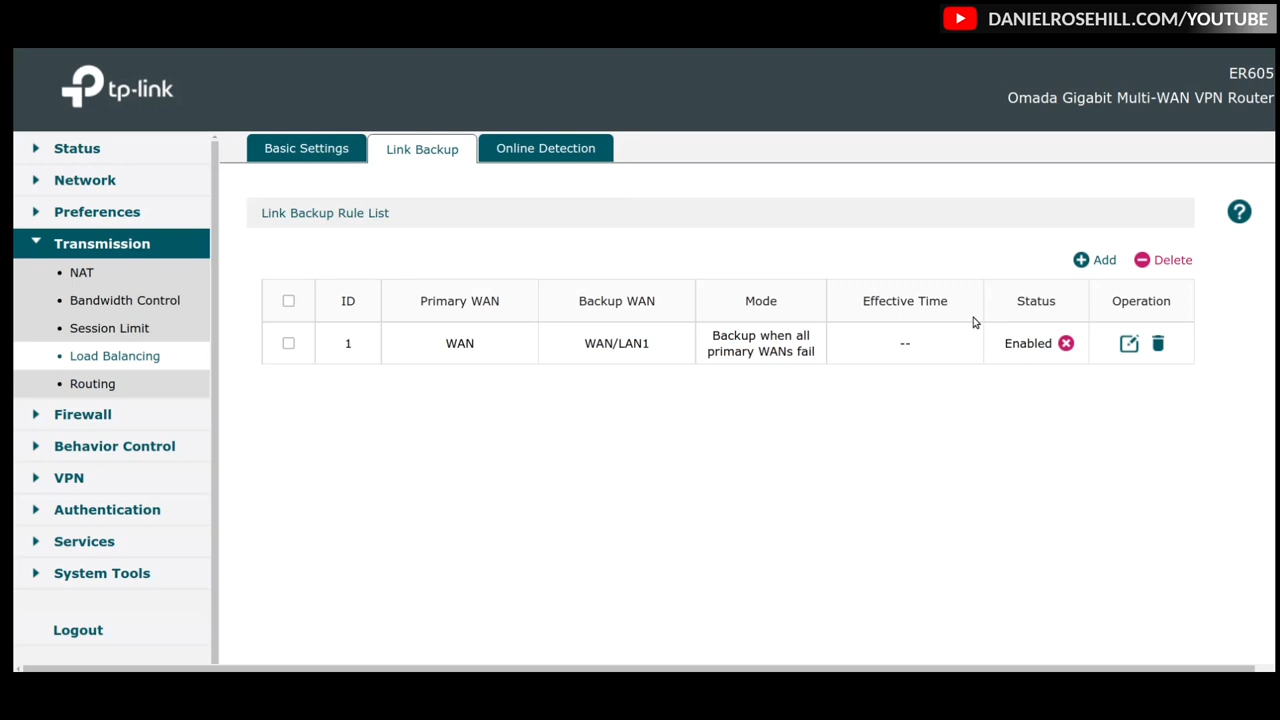 DANIELROSEHILL.COM/YOUTUBE
tp-link
ER605
Omada Gigabit Multi-WAN VPN Router
Status
Network
Preferences
Transmission
NAT
Bandwidth Control
Session Limit
Load Balancing
Routing
Firewall
Behavior Control
VPN
Authentication
Services
System Tools
Logout
Basic Settings
Link Backup
Online Detection
Link Backup Rule List
?
Add Delete
ID Primary WAN Backup WAN Mode Effective Time Status Operation
1 WAN WAN/LAN1 Backup when all primary WANs fail -- Enabled